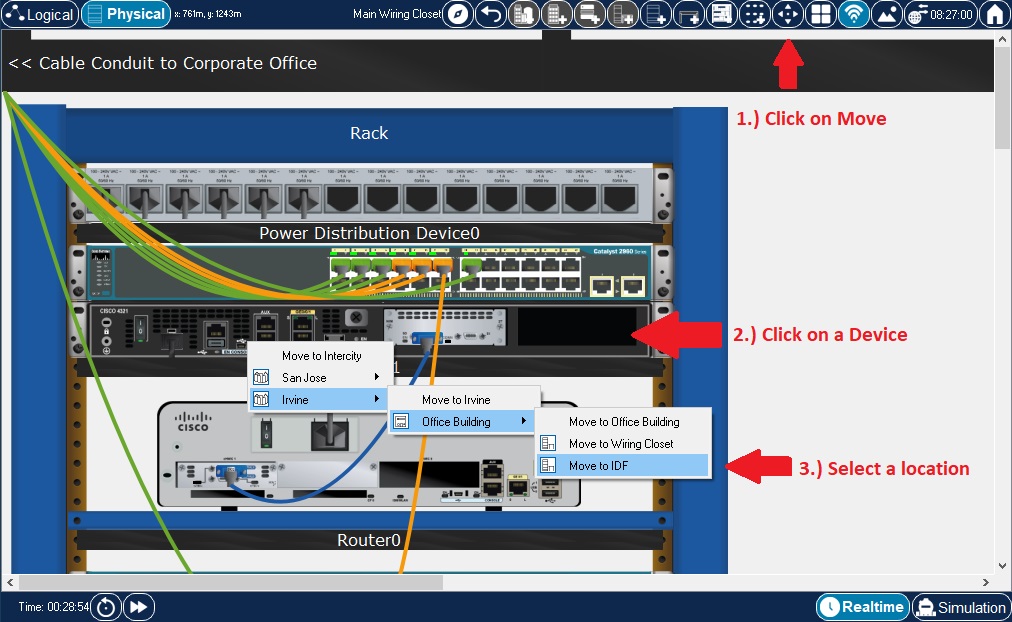 Logical
Physical
x: 761m, y: 1243m
Main Wiring Closet
08:27:00
<< Cable Conduit to Corporate Office
1.) Click on Move
Rack
Power Distribution Device0
Catalyst 2960 Series
CISCO 4321
AUX
2.) Click on a Device
1
Move to Intercity
San Jose
Irvine
Move to Irvine
Office Building
Move to Office Building
Move to Wiring Closet
Move to IDF
3.) Select a location
CISCO
Router0
Time: 00:28:54
Realtime
Simulation